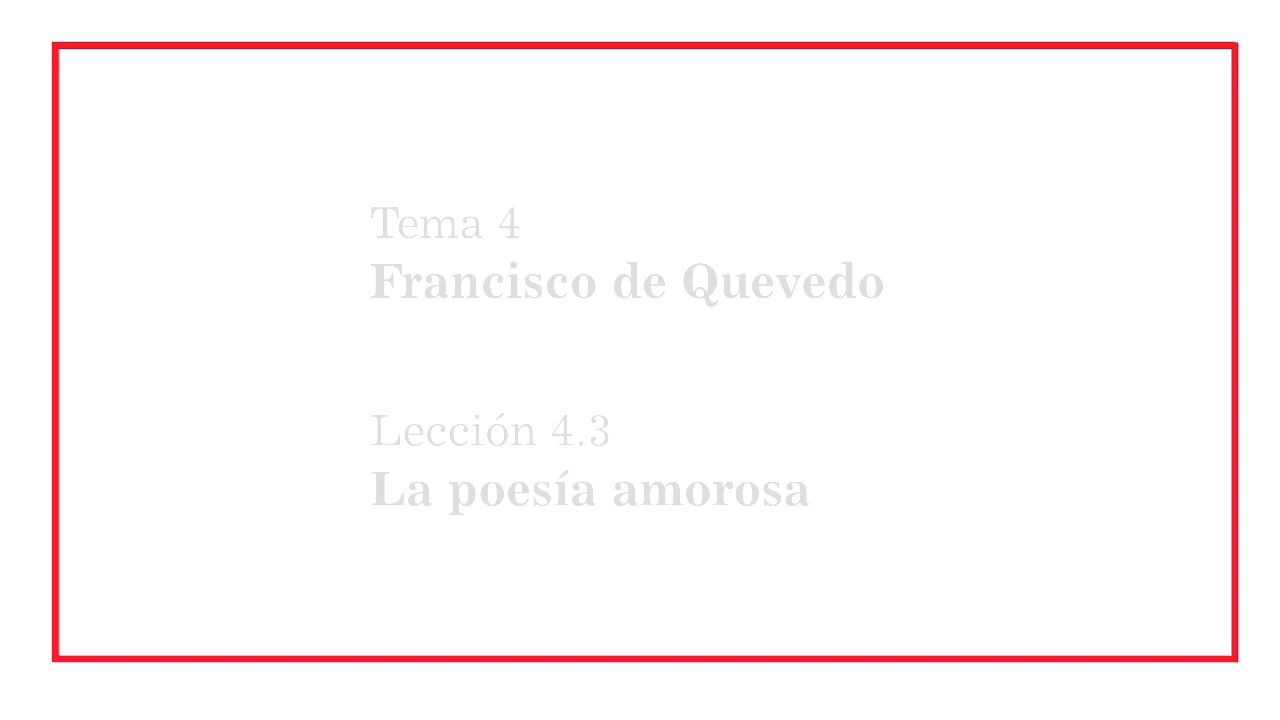 Tema 4
Francisco de Quevedo
Lección 4.3
La poesía amorosa